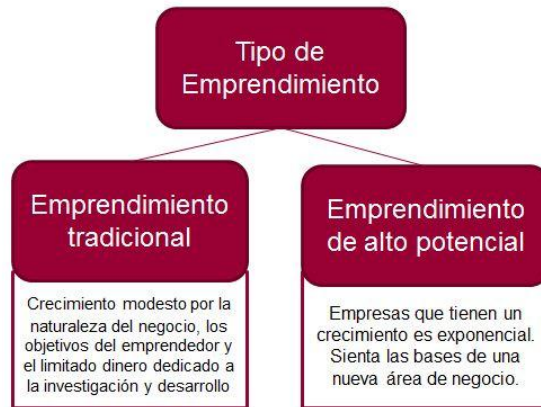 Tipo de
Emprendimiento
Emprendimiento
tradicional
Crecimiento modesto por la
naturaleza del negocio, los
objetivos del emprendedor y
el limitado dinero dedicado a
la investigación y desarrollo
Emprendimiento
de alto potencial
Empresas que tienen un
crecimiento es exponencial.
Sienta las bases de una
nueva área de negocio.